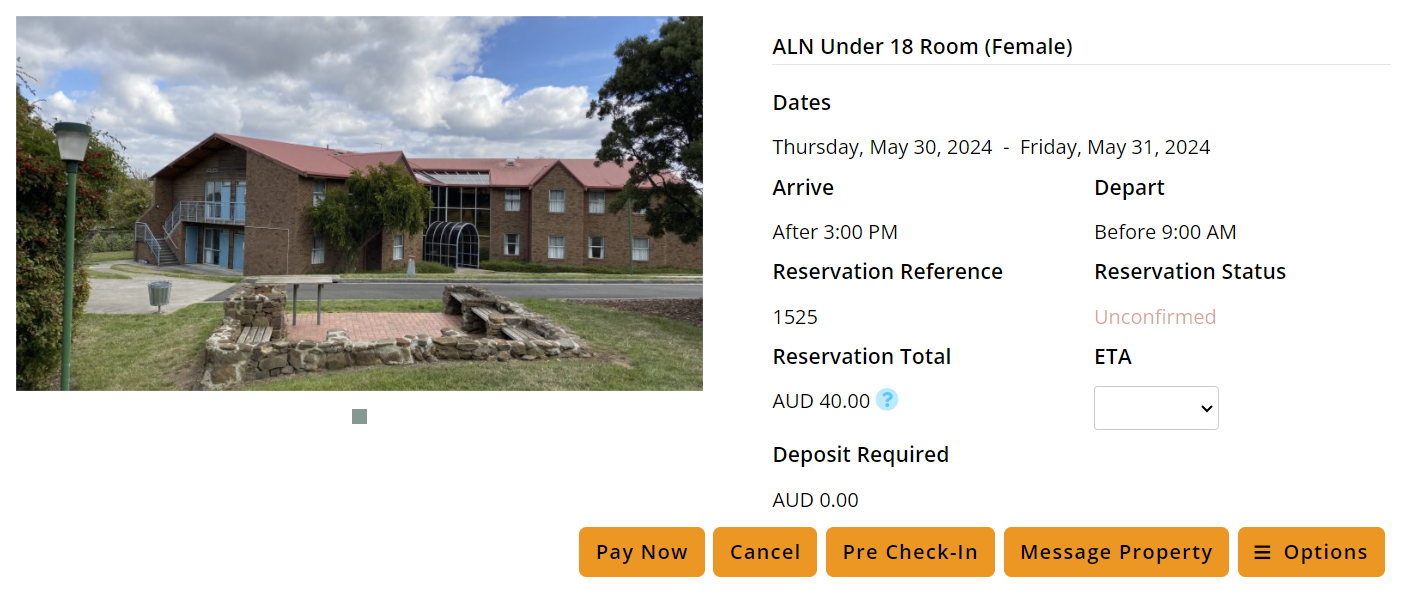 ALN Under 18 Room (Female)
Dates
Thursday, May 30, 2024 - Friday, May 31, 2024
Arrive
Depart
After 3:00 PM
Before 9:00 AM
Reservation Reference
Reservation Status
1525
Unconfirmed
Reservation Total
ETA
AUD 40.00 ?
Deposit Required
AUD 0.00
Pay Now
Cancel
Pre Check-In
Message Property
Options